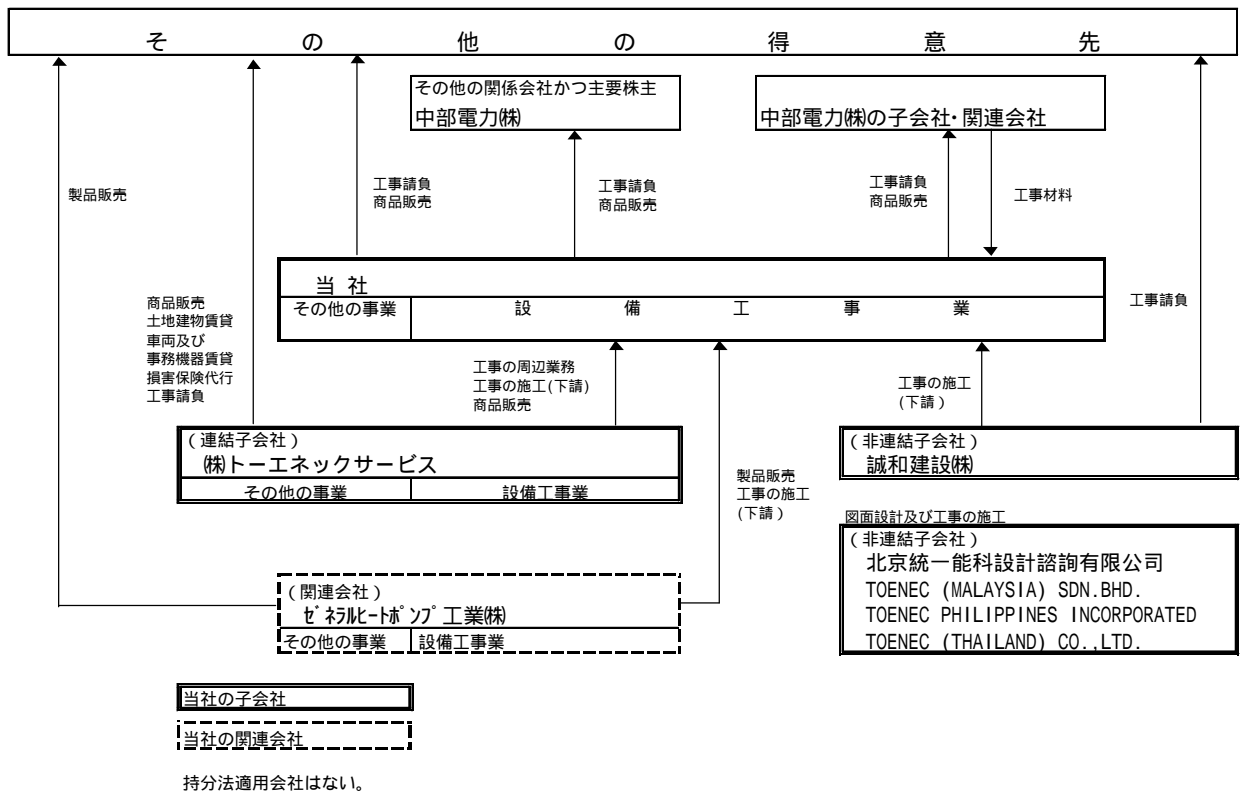 その他の得意先
その他の関係会社かつ主要株主
中部電力㈱
中部電力㈱の子会社・関連会社
製品販売
工事請負
商品販売
工事請負
商品販売
工事請負
商品販売
工事材料
当社
その他の事業
設備工事業
商品販売
土地建物賃貸
車両及び
事務機器賃貸
損害保険代行
工事請負
工事の周辺業務
工事の施工(下請)
商品販売
工事の施工
(下請)
工事請負
(連結子会社)
㈱トーエネックサービス
その他の事業
設備工事業
製品販売
工事の施工
(下請)
(非連結子会社)
誠和建設㈱
図面設計及び工事の施工
(非連結子会社)
北京統一能科設計諮詢有限公司
TOENEC (MALAYSIA) SDN.BHD.
TOENEC PHILIPPINES INCORPORATED
TOENEC (THAILAND) CO.,LTD.
(関連会社)
ｾﾞﾈﾗﾙﾋｰﾄﾎﾟﾝﾌﾟ工業㈱
その他の事業
設備工事業
当社の子会社
当社の関連会社
持分法適用会社はない。